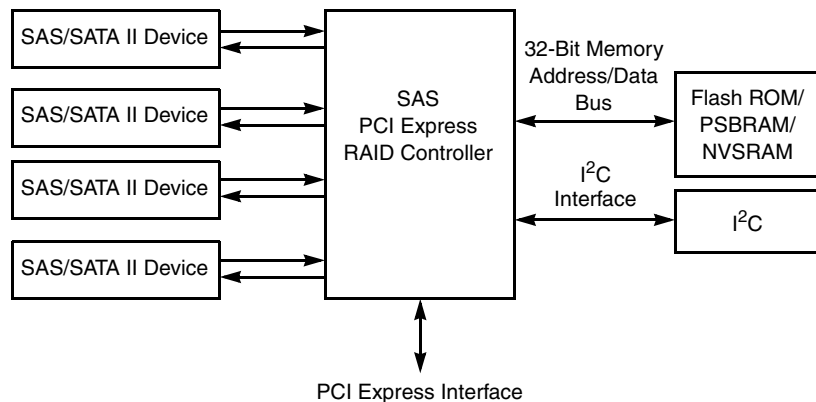 SAS/SATA II Device
SAS/SATA II Device
SAS/SATA II Device
SAS/SATA II Device
SAS
PCI Express
RAID Controller
32-Bit Memory
Address/Data
Bus
Flash ROM/
PSBRAM/
NVSRAM
I²C
Interface
I²C
PCI Express Interface